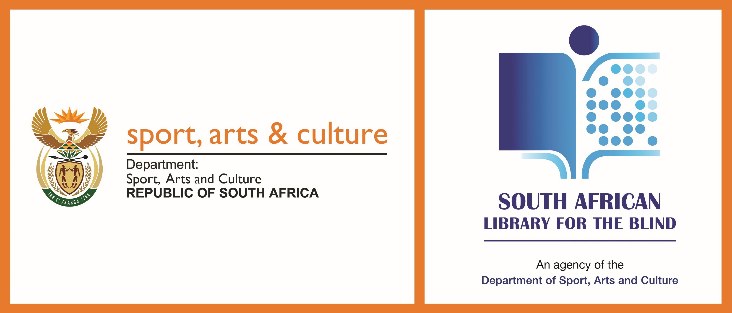 sport, arts & culture
Department:
Sport, Arts and Culture
REPUBLIC OF SOUTH AFRICA
SOUTH AFRICAN
LIBRARY FOR THE BLIND
An agency of the
Department of Sport, Arts and Culture